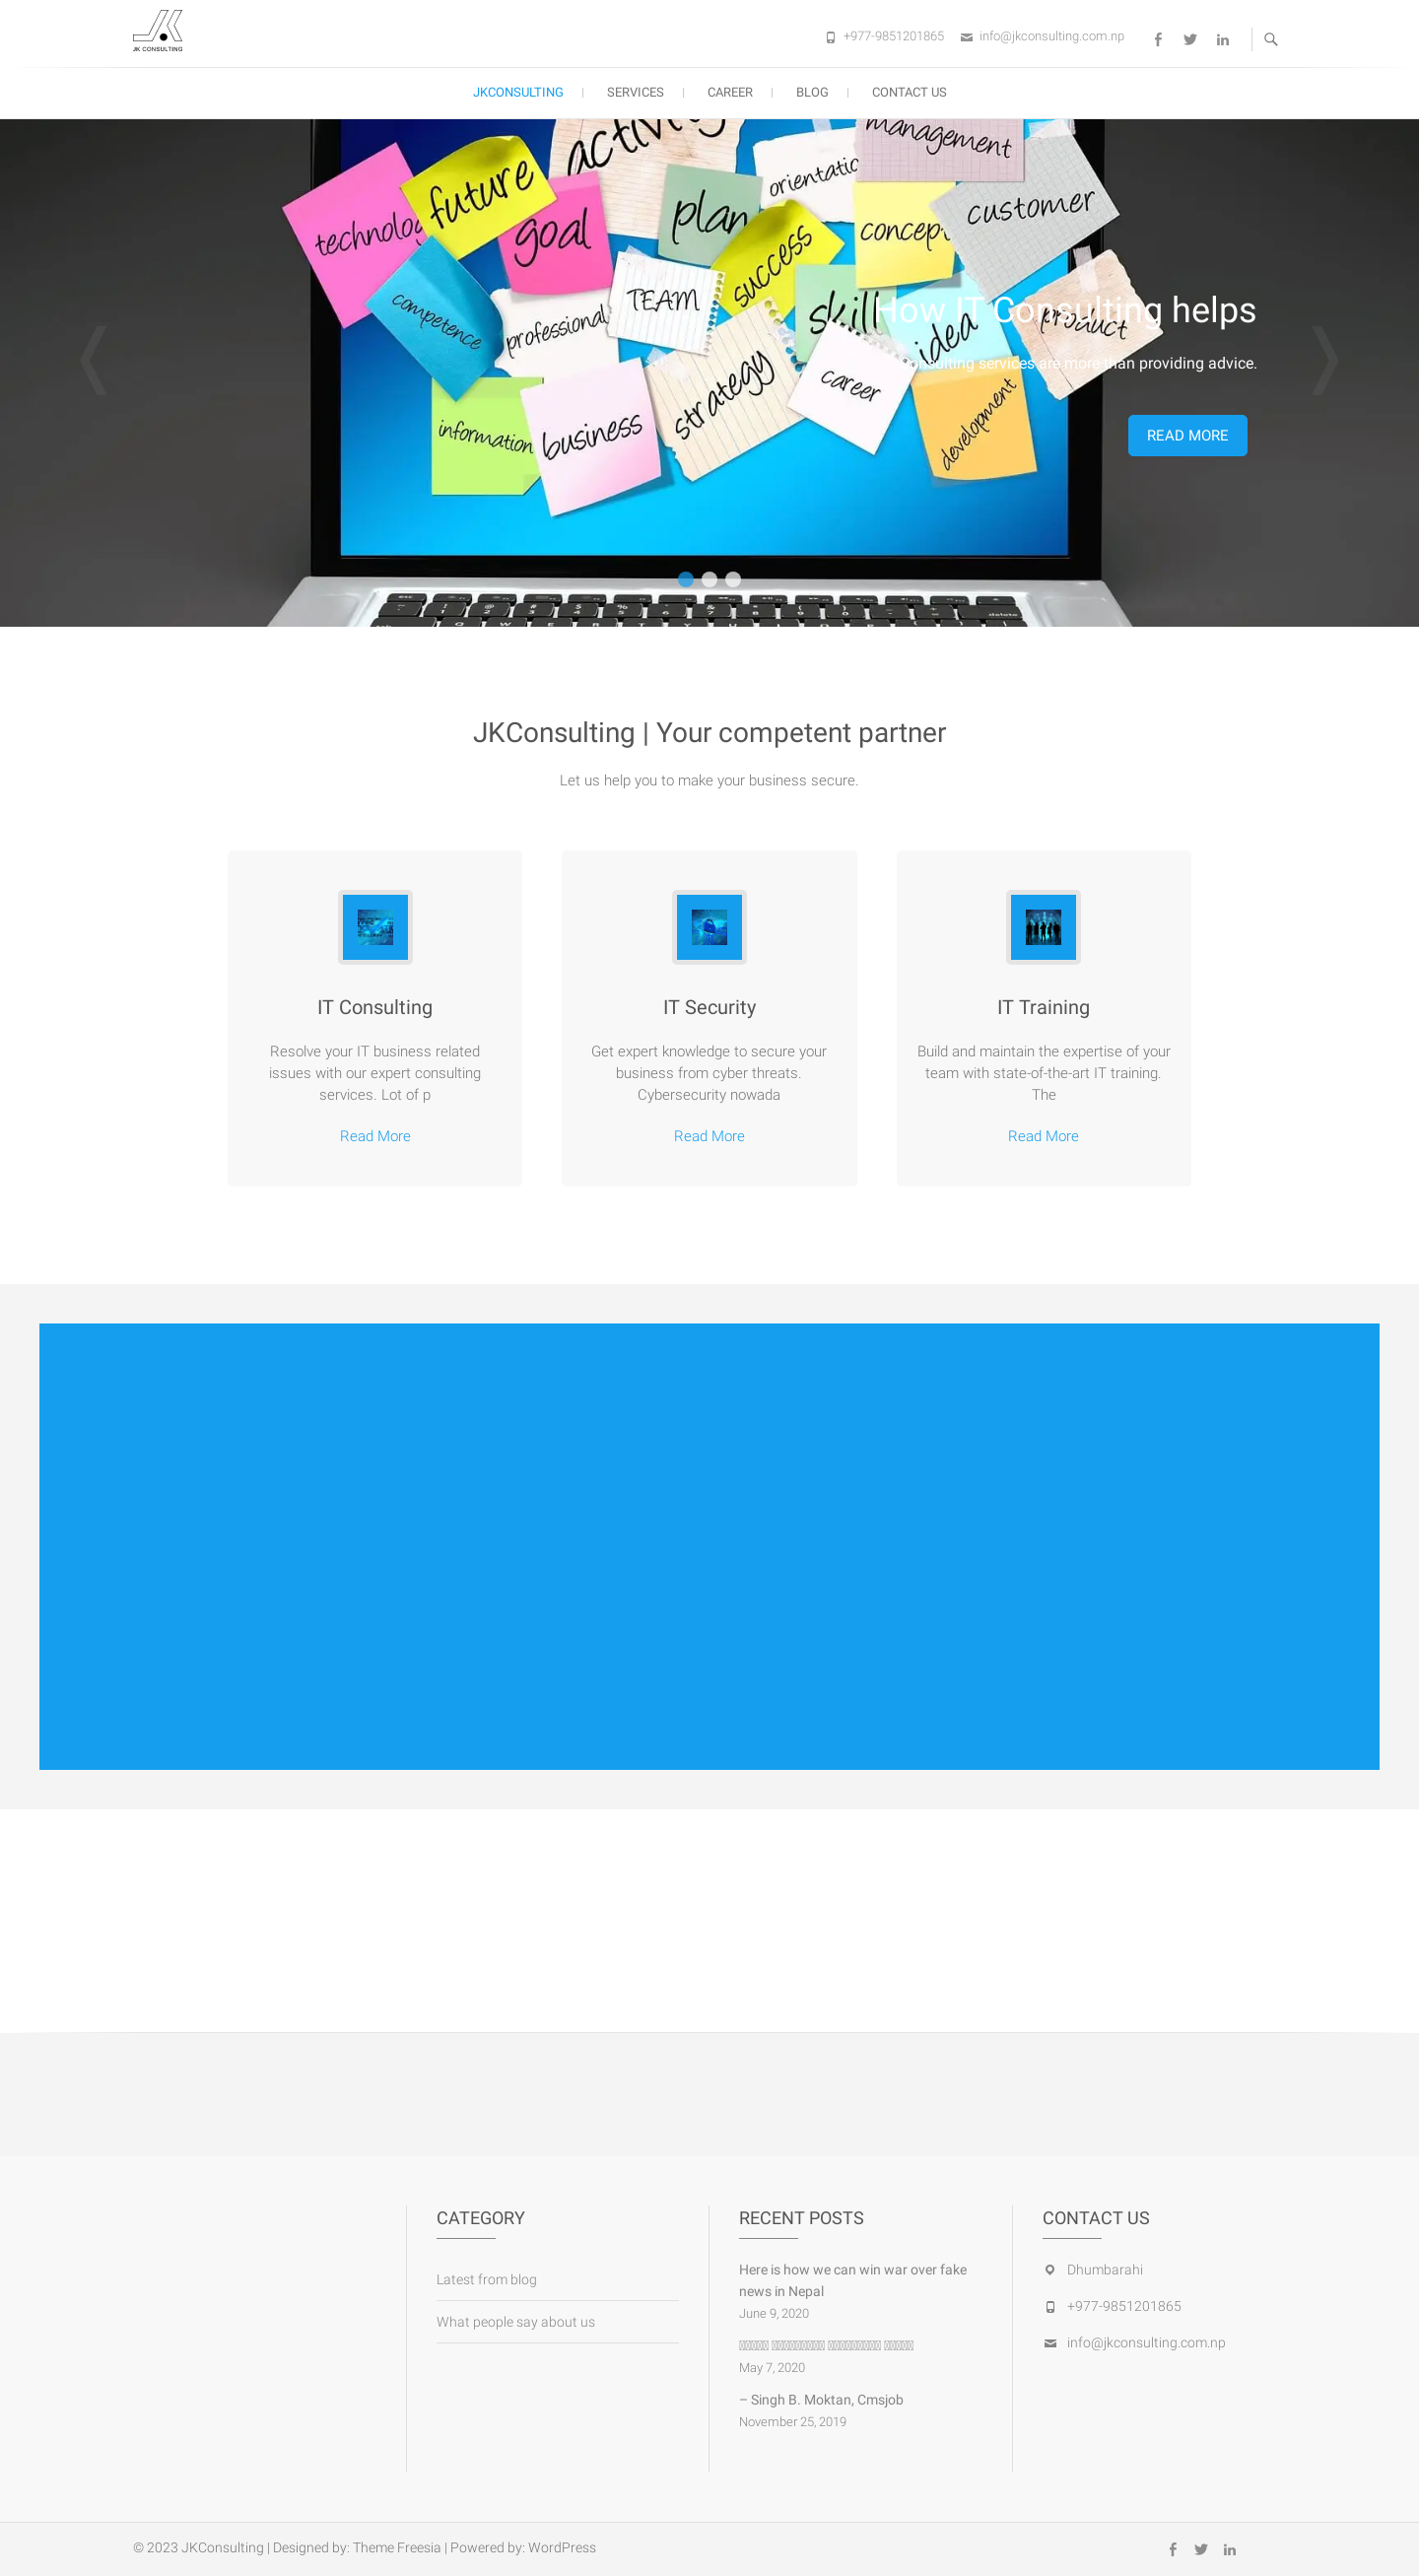 JK CONSULTING
+977-9851201865 info@jkconsulting.com.np
JKCONSULTING | SERVICES | CAREER | BLOG | CONTACT US
activity
management
orientation
future
technology
goal
plan
concept
customer
success
competence
TEAM
professional
skill
idea
product
How IT Consulting helps
consulting services are more than providing advice.
strategy
career
information
business
development
READ MORE
JKConsulting | Your competent partner
Let us help you to make your business secure.
IT Consulting
Resolve your IT business related
issues with our expert consulting
services. Lot of p
Read More
IT Security
Get expert knowledge to secure your
business from cyber threats.
Cybersecurity nowada
Read More
IT Training
Build and maintain the expertise of your
team with state-of-the-art IT training.
The
Read More
CATEGORY
Latest from blog
What people say about us
RECENT POSTS
Here is how we can win war over fake
news in Nepal
June 9, 2020
May 7, 2020
– Singh B. Moktan, Cmsjob
November 25, 2019
CONTACT US
Dhumbarahi
+977-9851201865
info@jkconsulting.com.np
© 2023 JKConsulting | Designed by: Theme Freesia | Powered by: WordPress